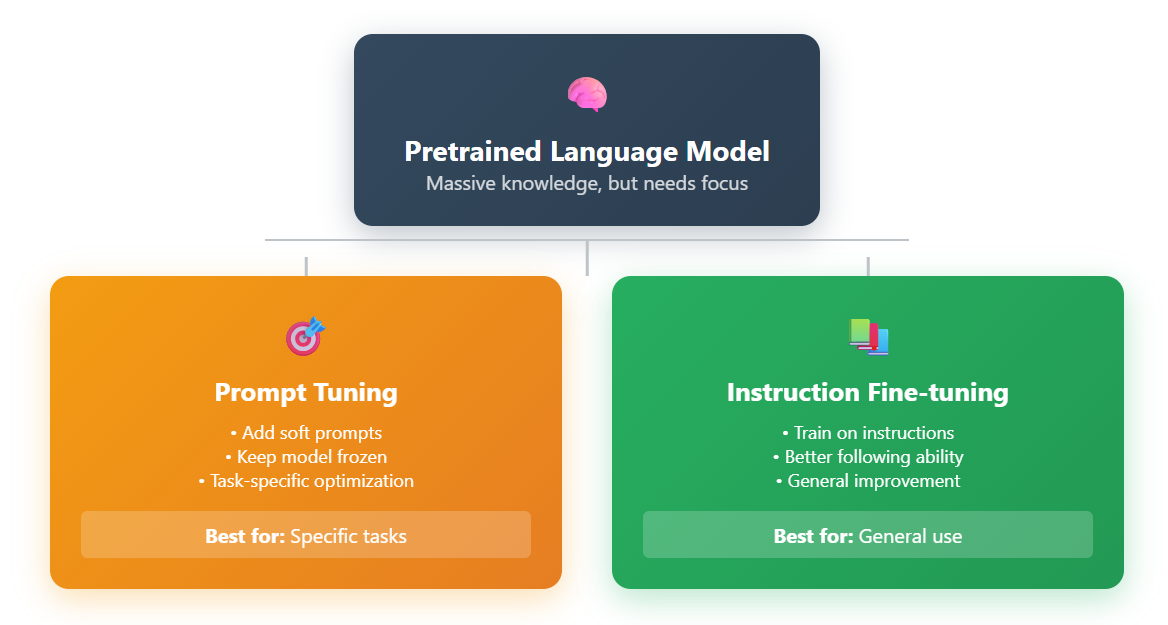 Pretrained Language Model
Massive knowledge, but needs focus
Prompt Tuning
• Add soft prompts
• Keep model frozen
• Task-specific optimization
Best for: Specific tasks
Instruction Fine-tuning
• Train on instructions
• Better following ability
• General improvement
Best for: General use